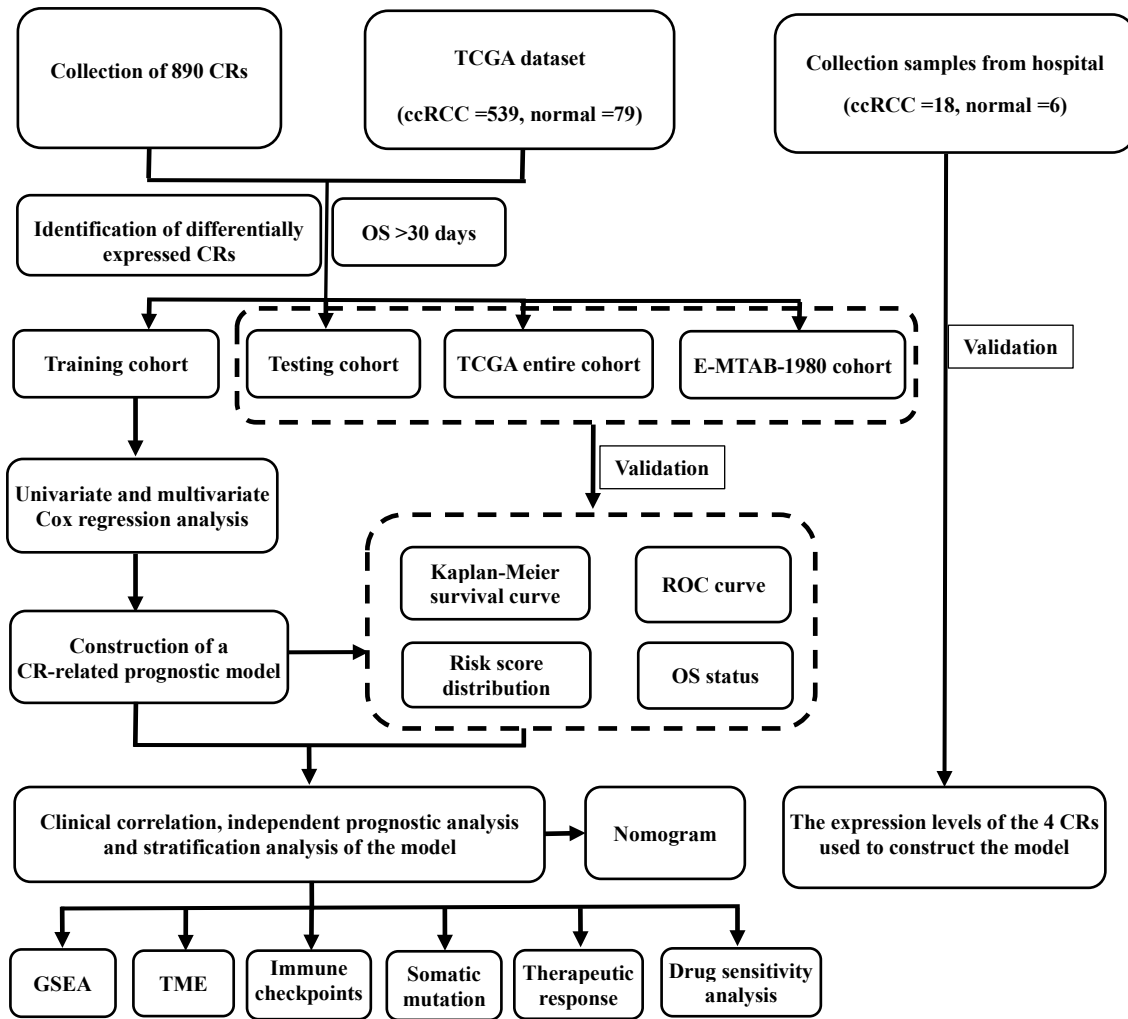 Collection of 890 CRs
TCGA dataset
(ccRCC =539, normal =79)
Collection samples from hospital
(ccRCC =18, normal =6)
Identification of differentially
expressed CRs
OS >30 days
Training cohort
Testing cohort
TCGA entire cohort
E-MTAB-1980 cohort
Validation
Univariate and multivariate
Cox regression analysis
Validation
Kaplan-Meier
survival curve
ROC curve
Construction of a
CR-related prognostic model
Risk score
distribution
OS status
Clinical correlation, independent prognostic analysis
and stratification analysis of the model
Nomogram
The expression levels of the 4 CRs
used to construct the model
GSEA
TME
Immune
checkpoints
Somatic
mutation
Therapeutic
response
Drug sensitivity
analysis